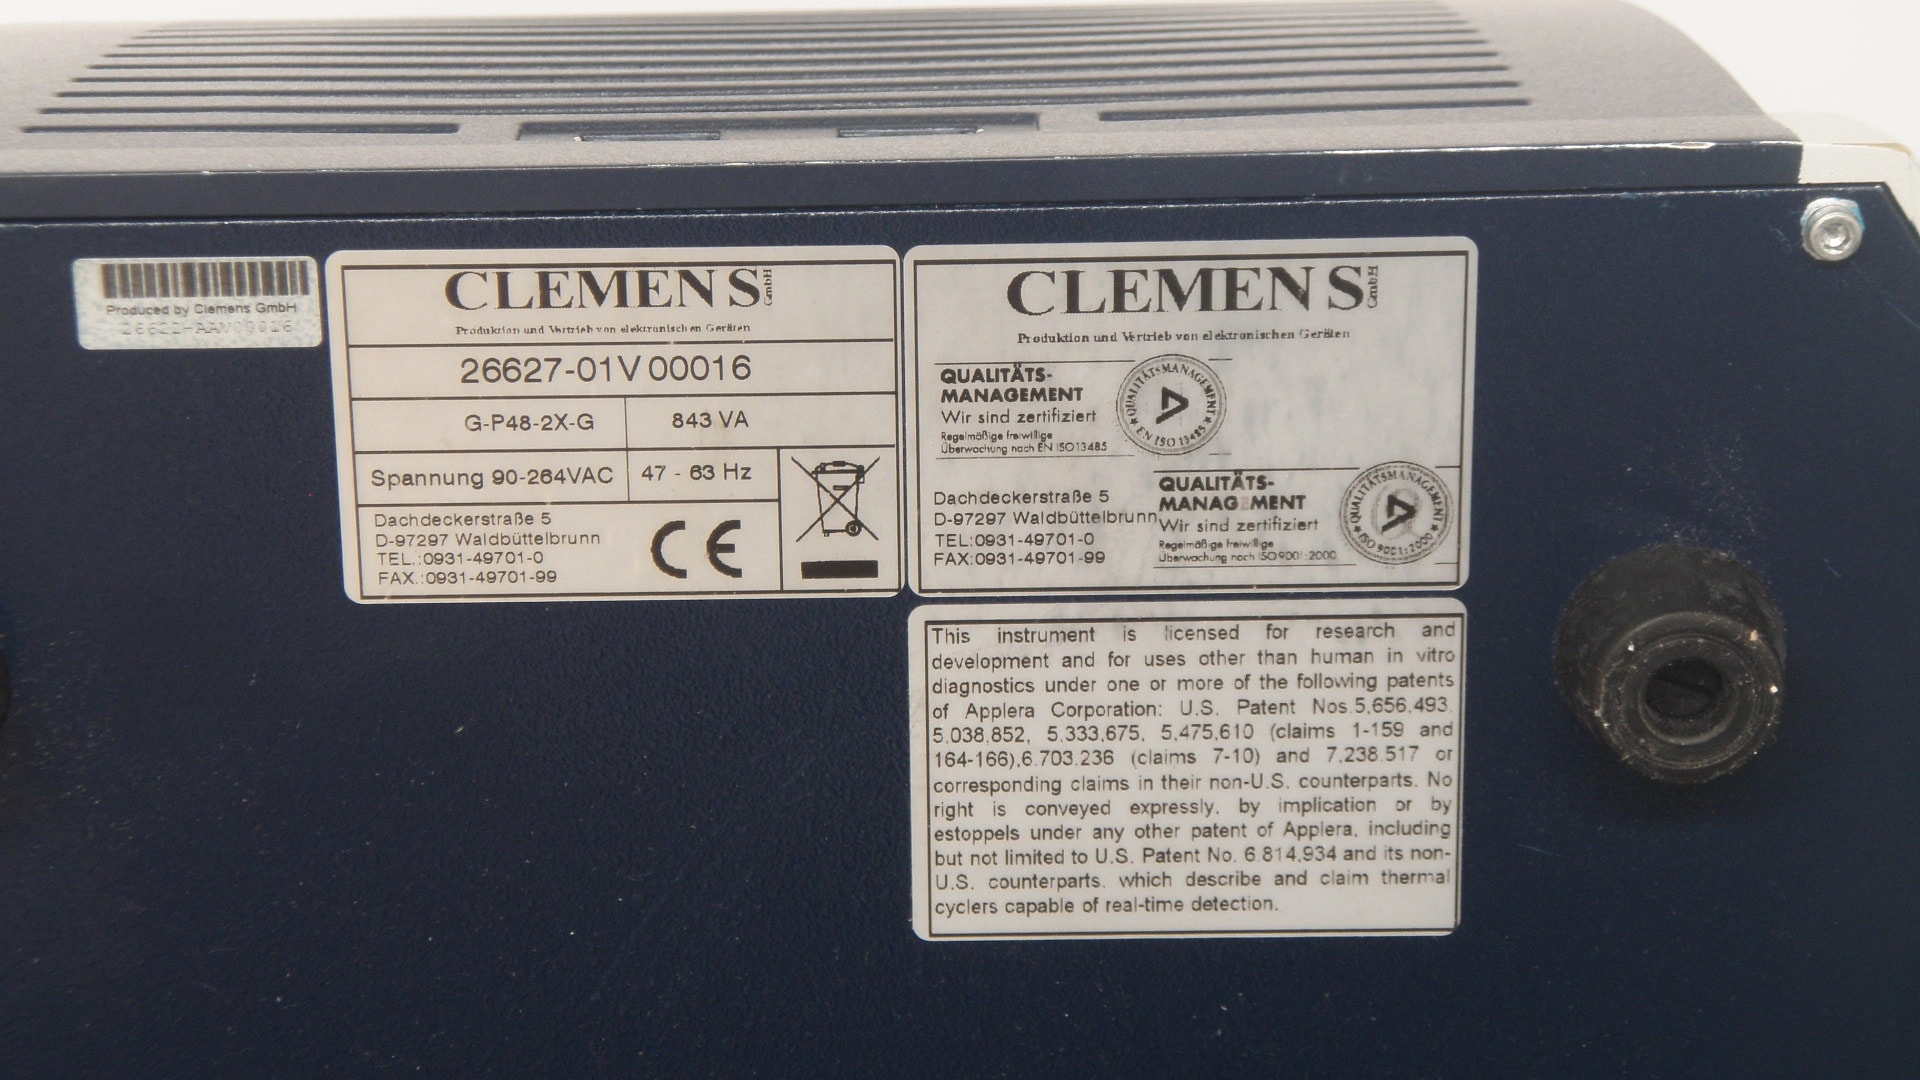 Produced by Clemens GmbH
CLEMENS GmbH
Produktion und Vertrieb von elektronischen Geräten
26627-01V 00016
G-P48-2X-G 843 VA
Spannung 90-264VAC 47 - 63 Hz
Dachdeckerstraße 5
D-97297 Waldbüttelbrunn
TEL.:0931-49701-0
FAX.:0931-49701-99
CE
CLEMENS GmbH
Produktion und Vertrieb von elektronischen Geräten
QUALITÄTS-
MANAGEMENT
Wir sind zertifiziert
Regelmäßige freiwillige
Überwachung nach EN ISO13485
QUALITÄTSMANAGEMENT
EN ISO 13485
Dachdeckerstraße 5
D-97297 Waldbüttelbrunn
TEL:0931-49701-0
FAX:0931-49701-99
QUALITÄTS-
MANAGEMENT
Wir sind zertifiziert
Regelmäßige freiwillige
Überwachung nach ISO9001:2000
QUALITÄTSMANAGEMENT
ISO 9001:2000
This instrument is licensed for research and
development and for uses other than human in vitro
diagnostics under one or more of the following patents
of Applera Corporation: U.S. Patent Nos.5,656,493,
5,038,852, 5,333,675, 5,475,610 (claims 1-159 and
164-166),6,703,236 (claims 7-10) and 7,238,517 or
corresponding claims in their non-U.S. counterparts. No
right is conveyed expressly, by implication or by
estoppels under any other patent of Applera, including
but not limited to U.S. Patent No. 6,814,934 and its non-
U.S. counterparts, which describe and claim thermal
cyclers capable of real-time detection.